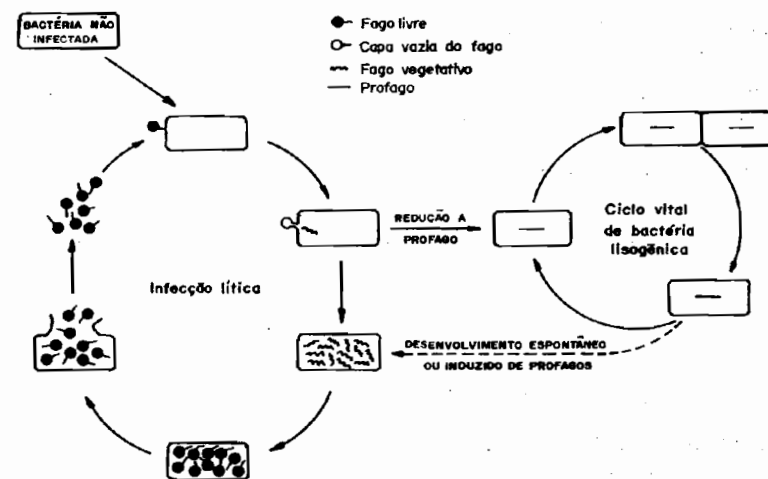 BACTÉRIA NÃO
INFECTADA
Fago livre
Capa vazia do fago
Fago vegetativo
Profago
REDUÇÃO A
PROFAGO
Ciclo vital
de bactéria
lisogênica
Infecção lítica
DESENVOLVIMENTO ESPONTÂNEO
OU INDUZIDO DE PROFAGOS